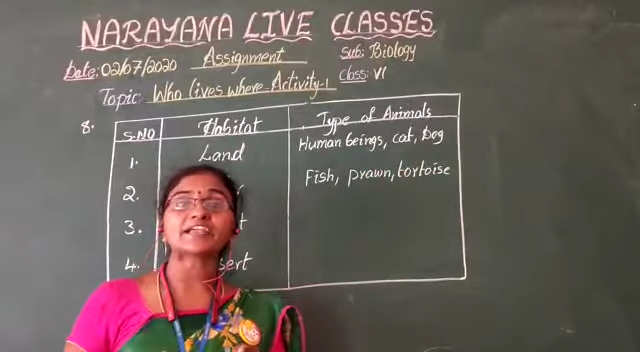 NARAYANA LIVE CLASSES
Date: 02/07/2020 Assignment Sub: Biology
Class: VI
Topic: Who lives where - Activity-1
8.
S.NO Habitat Type of Animals
1. Land Human beings, cat, Dog
2. Fish, prawn, tortoise
3.
4.